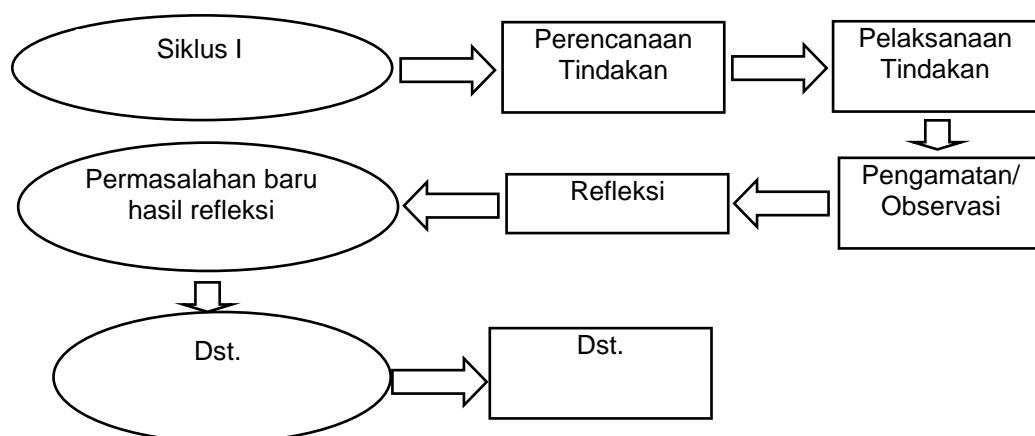 Siklus I
Perencanaan
Tindakan
Pelaksanaan
Tindakan
Pengamatan/
Observasi
Refleksi
Permasalahan baru
hasil refleksi
Dst.
Dst.